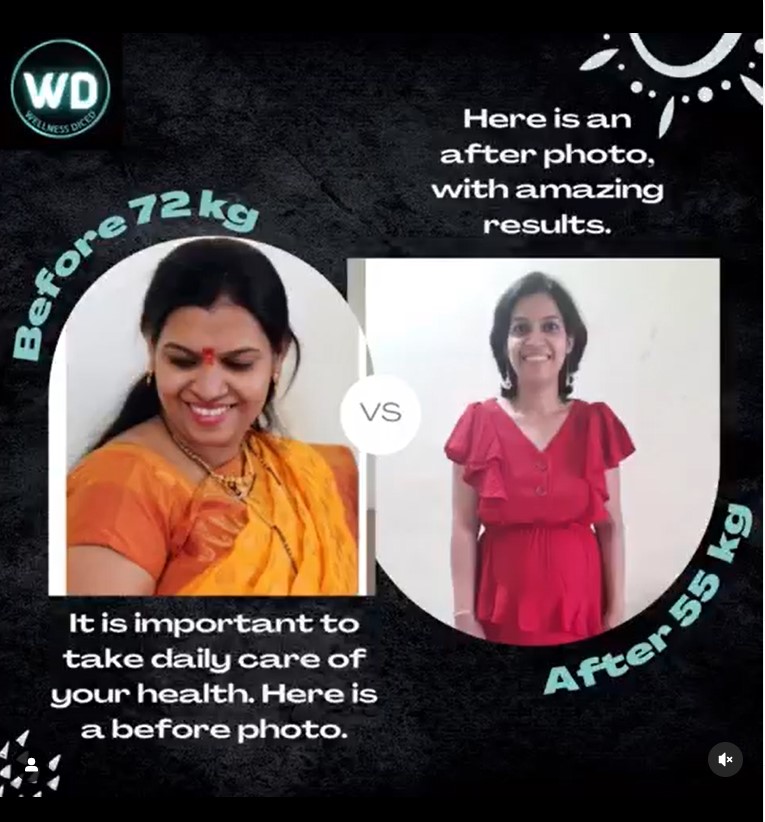 WD
WELLNESS DICED
Here is an
after photo,
with amazing
results.
Before 72 kg
VS
After 55 kg
It is important to
take daily care of
your health. Here is
a before photo.